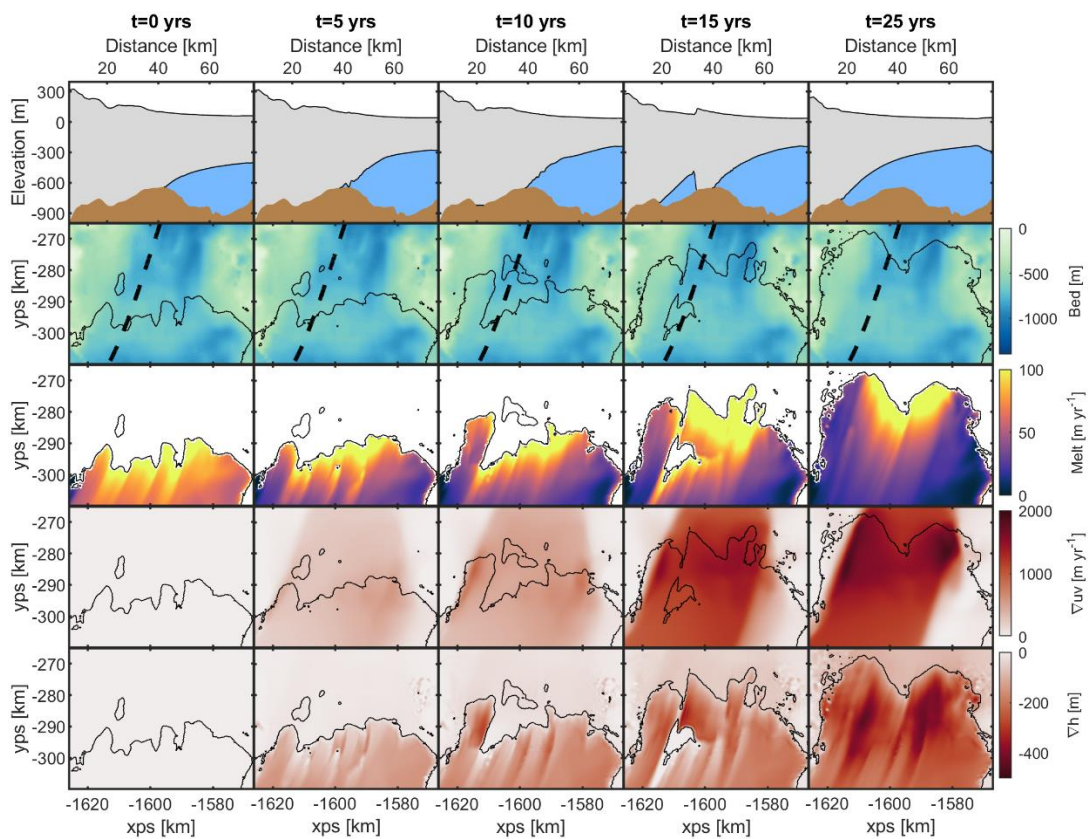 t=0 yrs t=5 yrs t=10 yrs t=15 yrs t=25 yrs
Distance [km] Distance [km] Distance [km] Distance [km] Distance [km]
20 40 60 20 40 60 20 40 60 20 40 60 20 40 60
Elevation [m]
300
0
-300
-600
-900
yps [km]
-270
-280
-290
-300
0
-500
-1000
Bed [m]
yps [km]
-270
-280
-290
-300
100
50
0
Melt [m yr-1]
yps [km]
-270
-280
-290
-300
2000
1000
0
∇uv [m yr-1]
yps [km]
-270
-280
-290
-300
0
-200
-400
∇h [m]
-1620 -1600 -1580 -1620 -1600 -1580 -1620 -1600 -1580 -1620 -1600 -1580 -1620 -1600 -1580
xps [km] xps [km] xps [km] xps [km] xps [km]